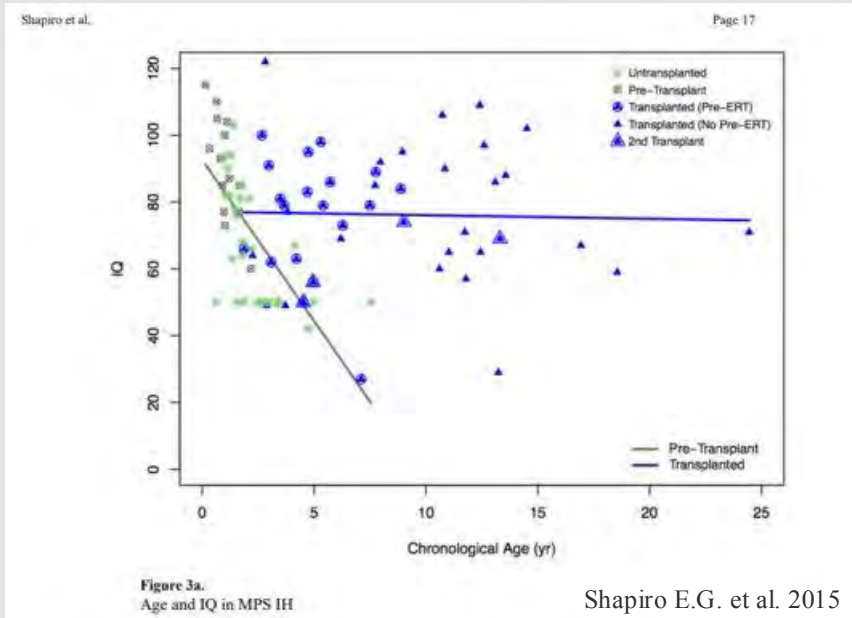 Shapiro et al.
Page 17
120
100
80
60
40
20
0
IQ
Untransplanted
Pre-Transplant
Transplanted (Pre-ERT)
Transplanted (No Pre-ERT)
2nd Transplant
Pre-Transplant
Transplanted
0 5 10 15 20 25
Chronological Age (yr)
Figure 3a.
Age and IQ in MPS IH
Shapiro E.G. et al. 2015